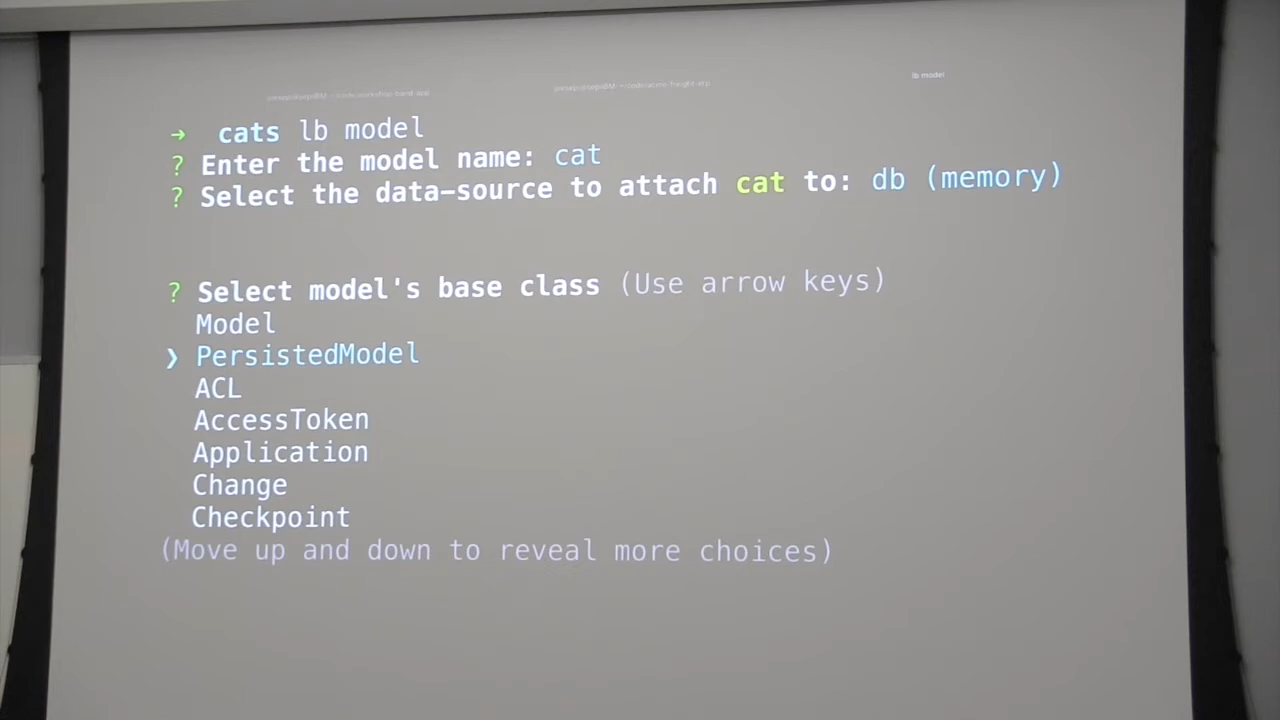 lb model
➜ cats lb model
? Enter the model name: cat
? Select the data-source to attach cat to: db (memory)
? Select model's base class (Use arrow keys)
Model
❯ PersistedModel
ACL
AccessToken
Application
Change
Checkpoint
(Move up and down to reveal more choices)